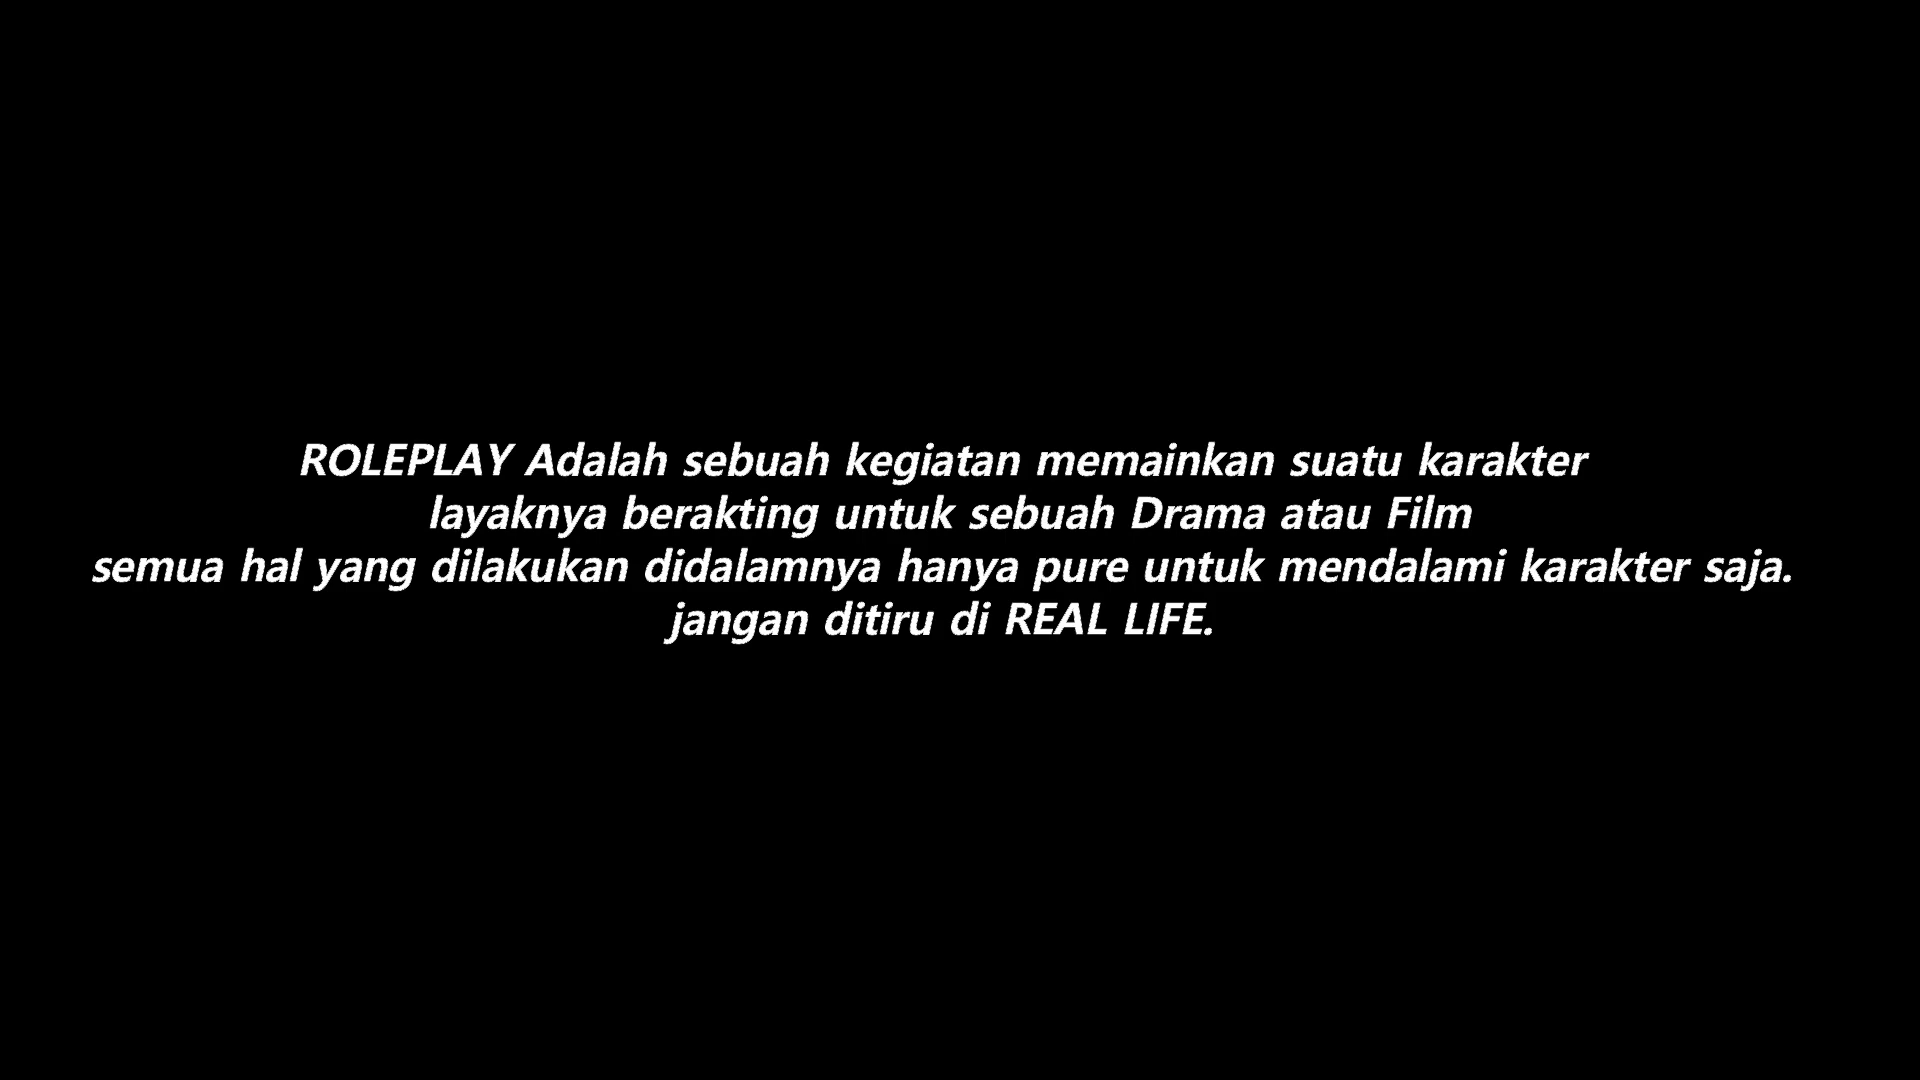 ROLEPLAY Adalah sebuah kegiatan memainkan suatu karakter
layaknya berakting untuk sebuah Drama atau Film
semua hal yang dilakukan didalamnya hanya pure untuk mendalami karakter saja.
jangan ditiru di REAL LIFE.